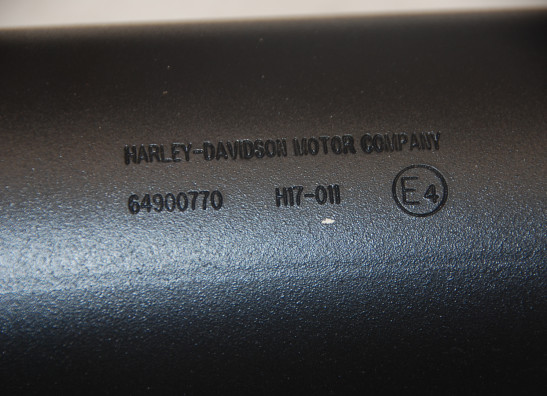 HARLEY-DAVIDSON MOTOR COMPANY
64900770 H17-011 E4